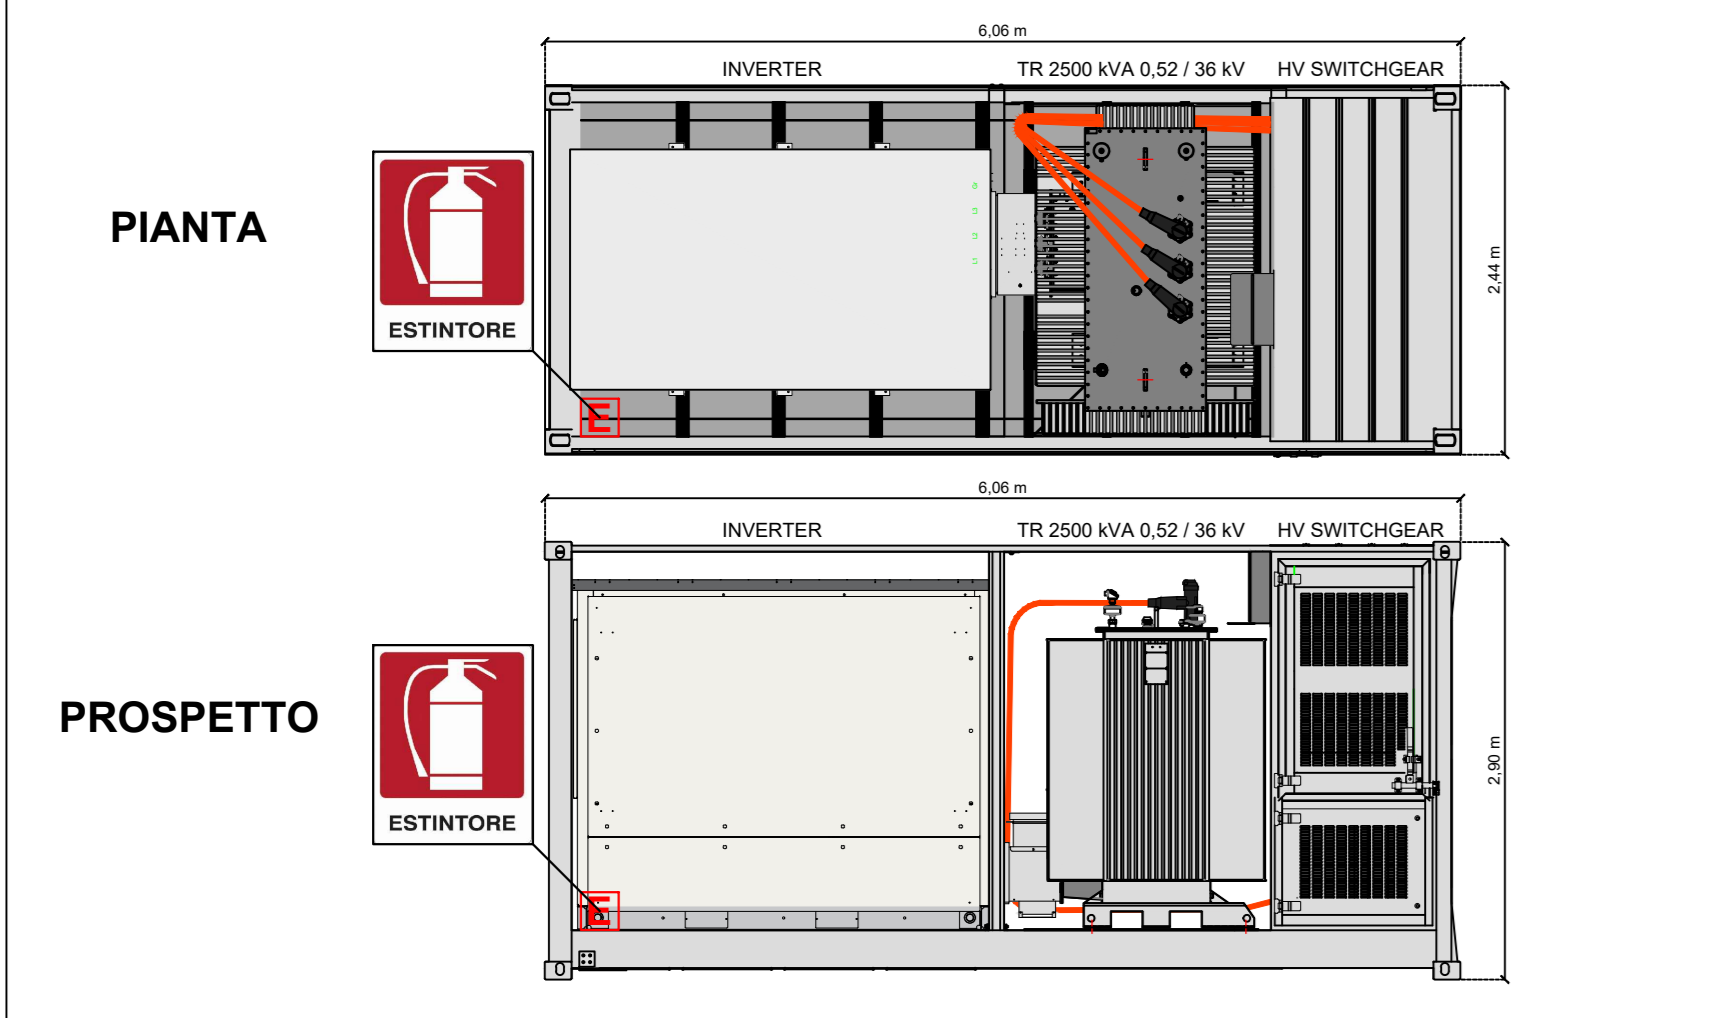 6,06 m
INVERTER
TR 2500 kVA 0,52 / 36 kV
HV SWITCHGEAR
PIANTA
ESTINTORE
E
2,44 m
6,06 m
INVERTER
TR 2500 kVA 0,52 / 36 kV
HV SWITCHGEAR
PROSPETTO
ESTINTORE
E
2,90 m